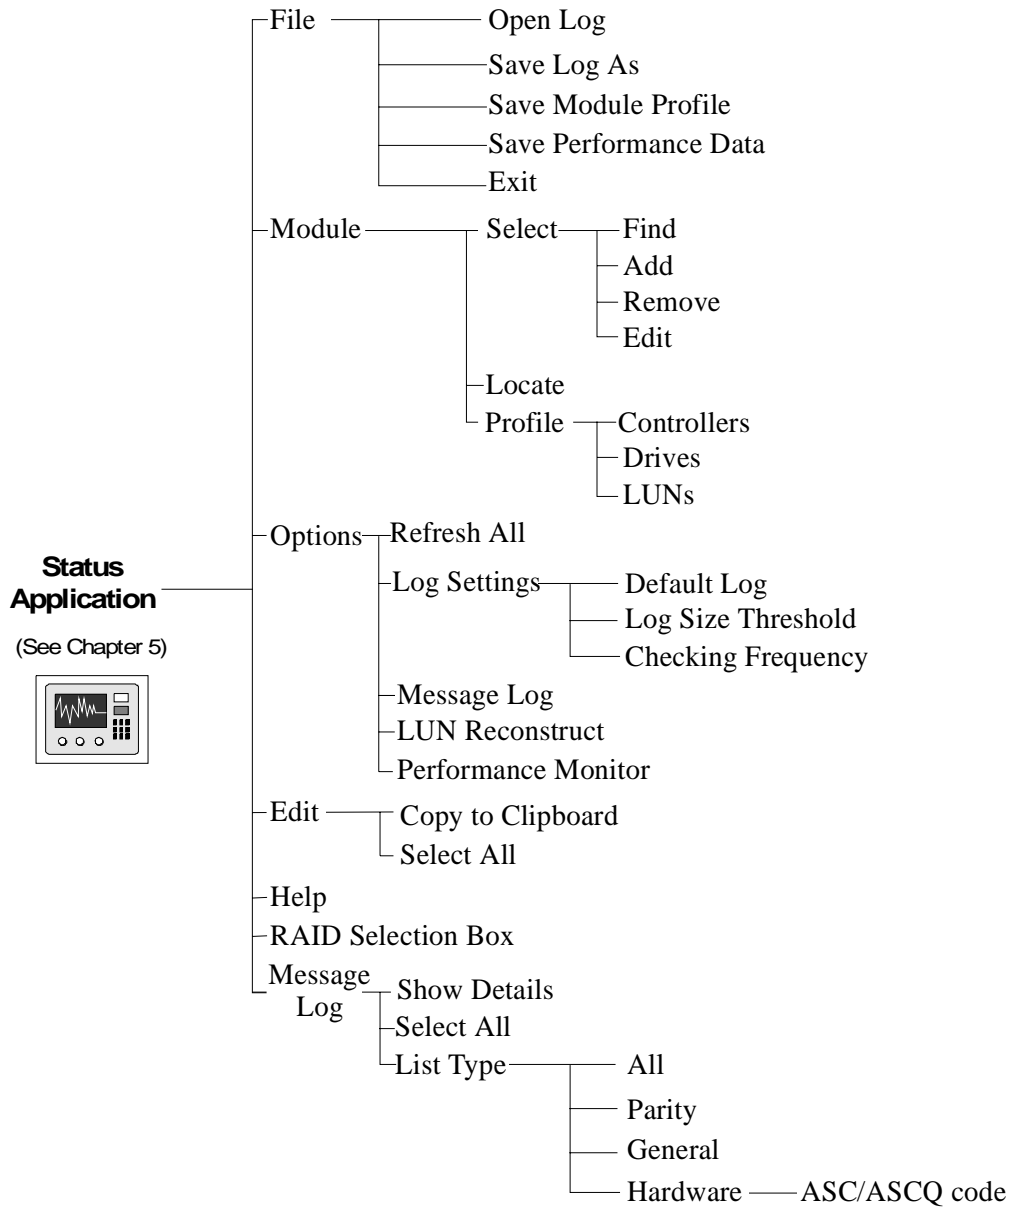 File
Open Log
Save Log As
Save Module Profile
Save Performance Data
Exit
Module
Select
Find
Add
Remove
Edit
Locate
Profile
Controllers
Drives
LUNs
Options
Refresh All
Log Settings
Default Log
Log Size Threshold
Checking Frequency
Message Log
LUN Reconstruct
Performance Monitor
Status
Application
(See Chapter 5)
Edit
Copy to Clipboard
Select All
Help
RAID Selection Box
Message
Log
Show Details
Select All
List Type
All
Parity
General
Hardware
ASC/ASCQ code